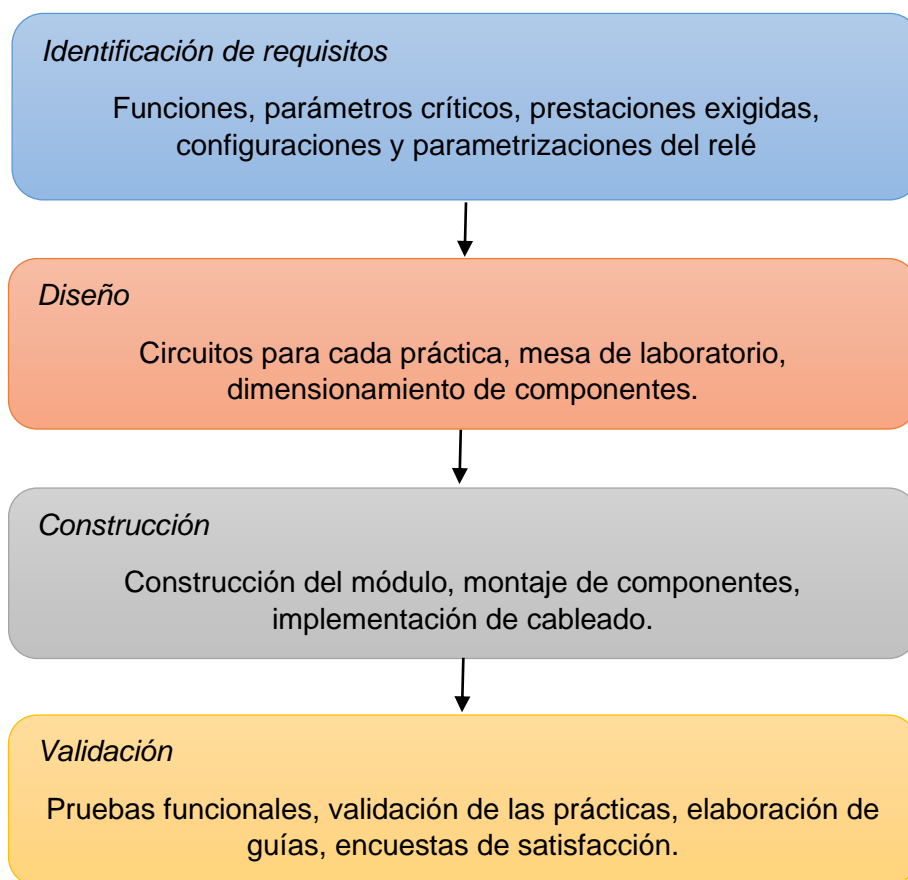 Identificación de requisitos
Funciones, parámetros críticos, prestaciones exigidas,
configuraciones y parametrizaciones del relé
Diseño
Circuitos para cada práctica, mesa de laboratorio,
dimensionamiento de componentes.
Construcción
Construcción del módulo, montaje de componentes,
implementación de cableado.
Validación
Pruebas funcionales, validación de las prácticas, elaboración de
guías, encuestas de satisfacción.